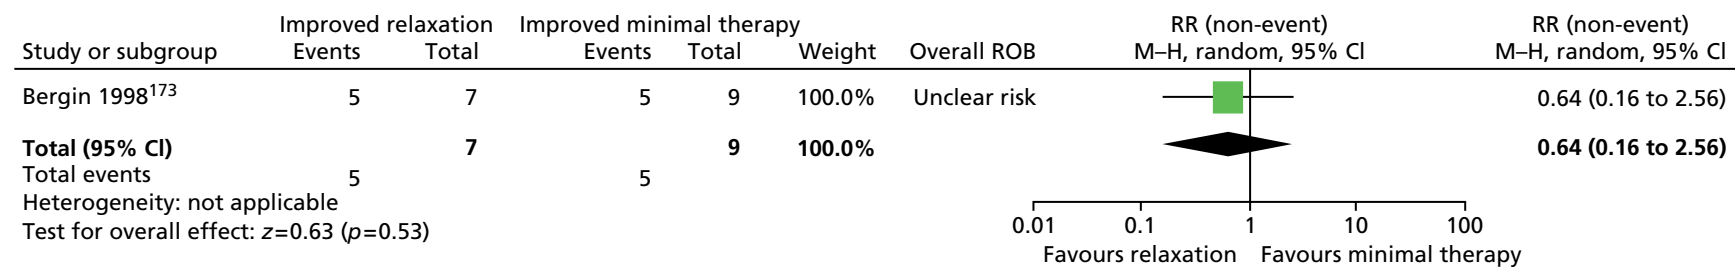 Improved relaxation Improved minimal therapy RR (non-event) RR (non-event)
Study or subgroup Events Total Events Total Weight Overall ROB M–H, random, 95% CI M–H, random, 95% CI
Bergin 1998173 5 7 5 9 100.0% Unclear risk 0.64 (0.16 to 2.56)
Total (95% CI) 7 9 100.0% 0.64 (0.16 to 2.56)
Total events 5 5
Heterogeneity: not applicable
Test for overall effect: z=0.63 (p=0.53)
0.01 0.1 1 10 100
Favours relaxation Favours minimal therapy